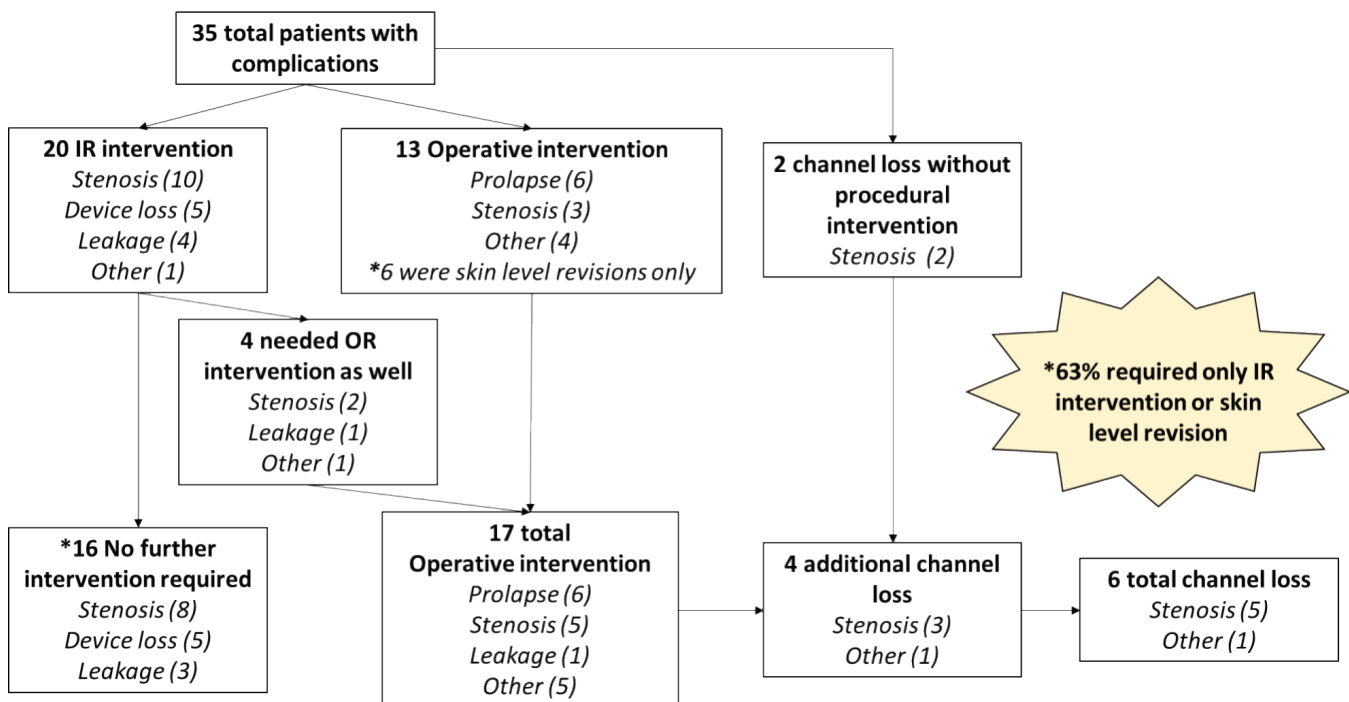 35 total patients with
complications
20 IR intervention
Stenosis (10)
Device loss (5)
Leakage (4)
Other (1)
13 Operative intervention
Prolapse (6)
Stenosis (3)
Other (4)
*6 were skin level revisions only
2 channel loss without
procedural
intervention
Stenosis  (2)
4 needed OR
intervention as well
Stenosis (2)
Leakage (1)
Other (1)
*63% required only IR
intervention or skin
level revision
*16 No further
intervention required
Stenosis (8)
Device loss (5)
Leakage (3)
17 total
Operative intervention
Prolapse (6)
Stenosis (5)
Leakage (1)
Other (5)
4 additional channel
loss
Stenosis (3)
Other (1)
6 total channel loss
Stenosis (5)
Other (1)